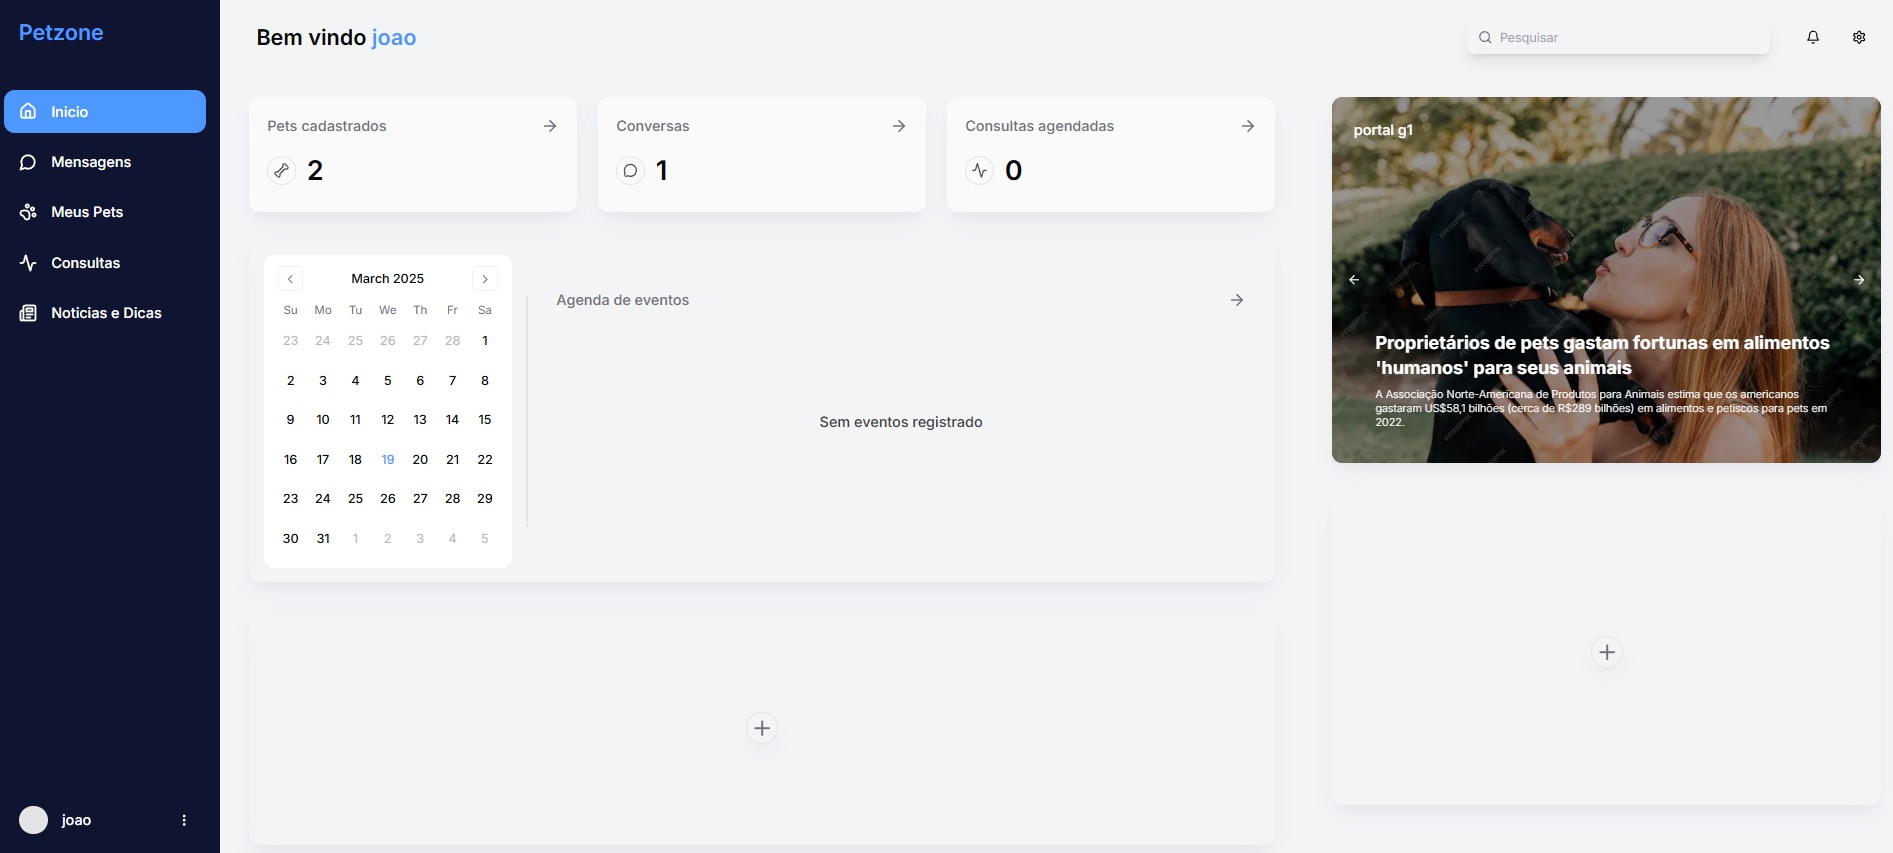 Petzone
Inicio
Mensagens
Meus Pets
Consultas
Noticias e Dicas
joao
Bem vindo joao
Pesquisar
Pets cadastrados
2
Conversas
1
Consultas agendadas
0
March 2025
Su Mo Tu We Th Fr Sa
23 24 25 26 27 28 1
2 3 4 5 6 7 8
9 10 11 12 13 14 15
16 17 18 19 20 21 22
23 24 25 26 27 28 29
30 31 1 2 3 4 5
Agenda de eventos
Sem eventos registrado
portal g1
Proprietários de pets gastam fortunas em alimentos
'humanos' para seus animais
A Associação Norte-Americana de Produtos para Animais estima que os americanos
gastaram US$58,1 bilhões (cerca de R$289 bilhões) em alimentos e petiscos para pets em
2022.